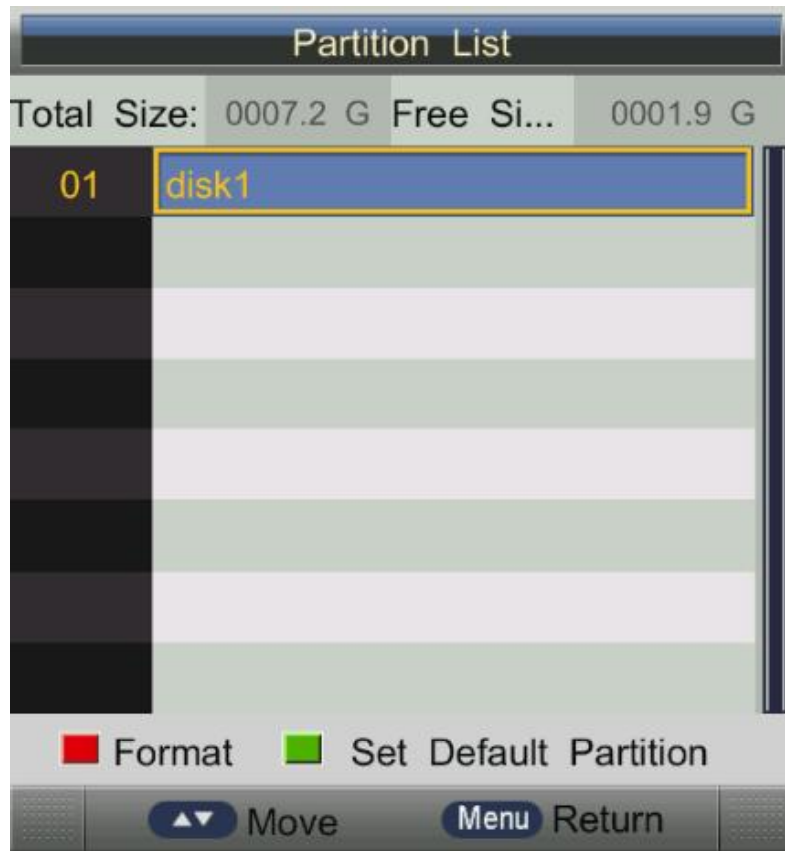 Partition List
Total Size: 0007.2 G Free Si... 0001.9 G
01 disk1
Format Set Default Partition
Move Menu Return